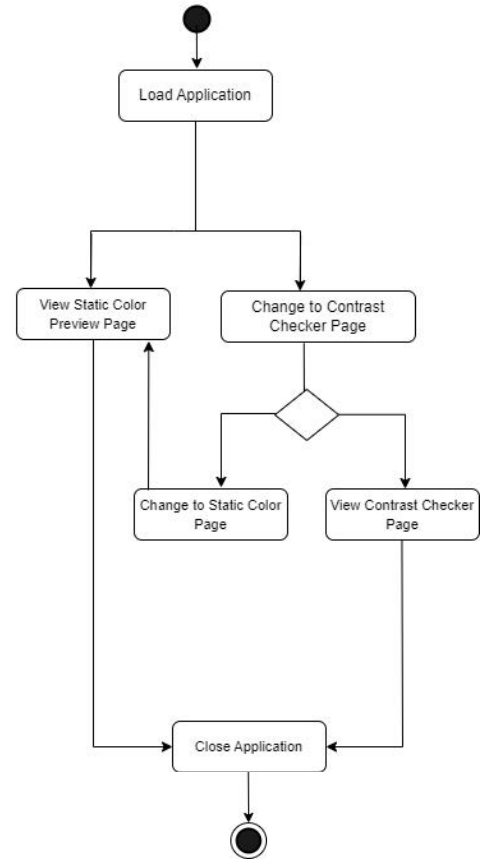 Load Application
View Static Color
Preview Page
Change to Contrast
Checker Page
Change to Static Color
Page
View Contrast Checker
Page
Close Application